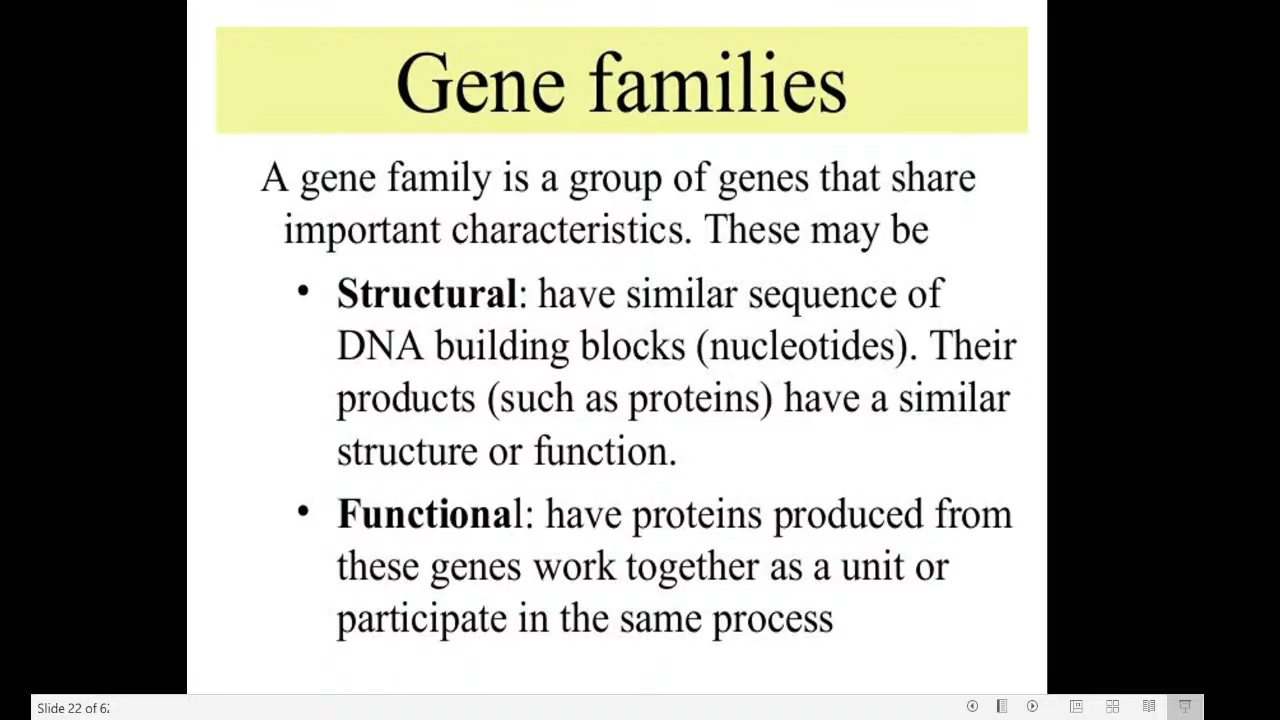 Gene families
A gene family is a group of genes that share
important characteristics. These may be
• Structural: have similar sequence of
DNA building blocks (nucleotides). Their
products (such as proteins) have a similar
structure or function.
• Functional: have proteins produced from
these genes work together as a unit or
participate in the same process
Slide 22 of 62